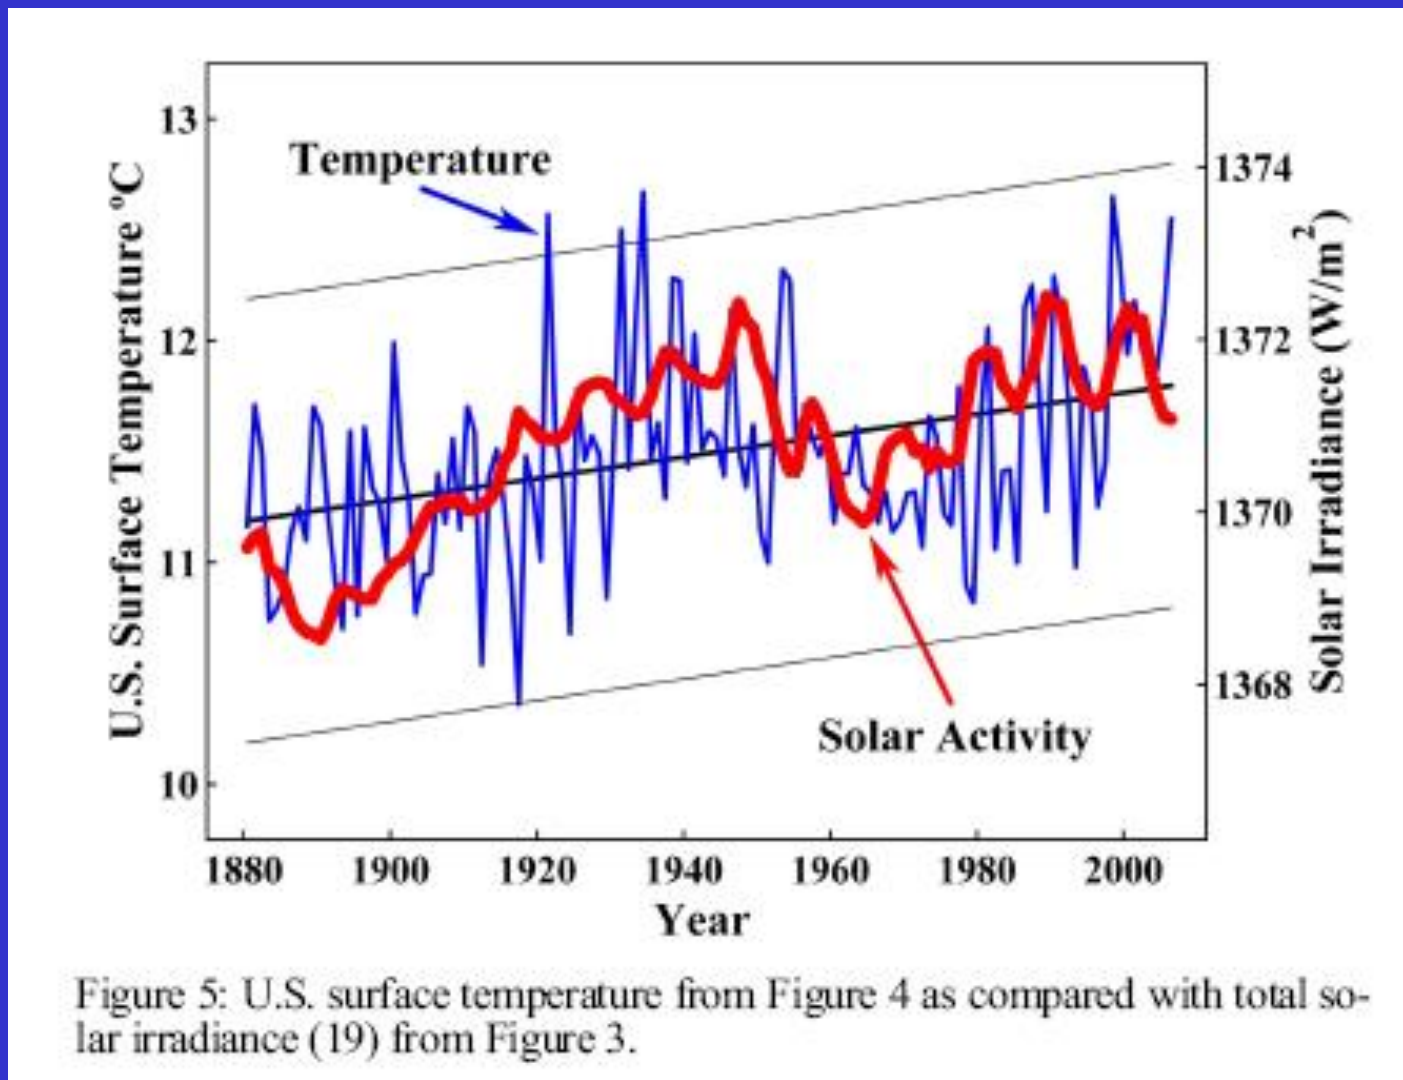 13
Temperature
1374
12
1372
1370
11
1368
Solar Activity
10
U.S. Surface Temperature ºC
Solar Irradiance (W/m²)
1880 1900 1920 1940 1960 1980 2000
Year
Figure 5: U.S. surface temperature from Figure 4 as compared with total so-
lar irradiance (19) from Figure 3.